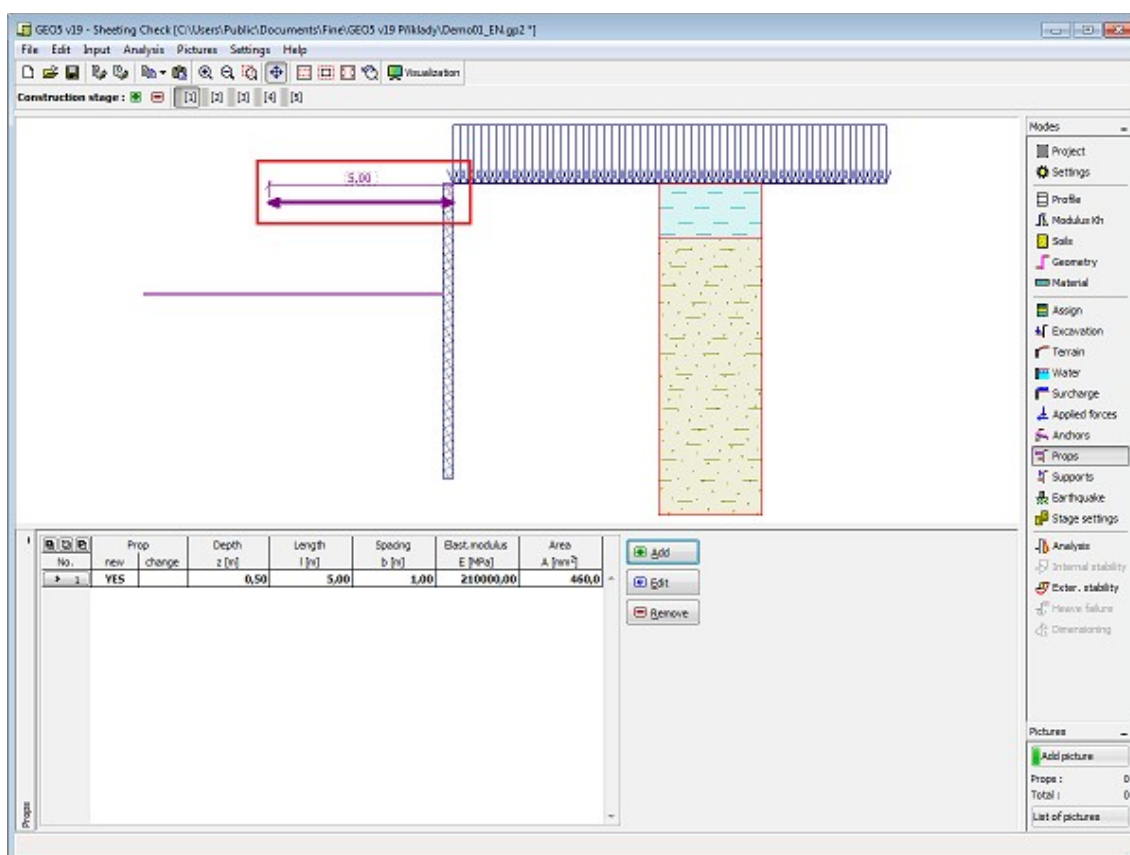 GEO5 v19 - Sheeting Check [C:\Users\Public\Documents\Fine\GEO5 v19 Příklady\Demo01_EN.gp2 *]
File Edit Input Analysis Pictures Settings Help
Visualization
Construction stage : [1] [2] [3] [4] [5]
5,00
Modes
Project
Settings
Profile
Modulus Kh
Soils
Geometry
Material
Assign
Excavation
Terrain
Water
Surcharge
Applied forces
Anchors
Props
Supports
Earthquake
Stage settings
Analysis
Internal stability
Exter. stability
Heave failure
Dimensioning
Prop Depth Length Spacing Elast. modulus Area
No. new change z [m] l [m] b [m] E [MPa] A [mm²]
1 YES 0,50 5,00 1,00 210000,00 460,0
Add
Edit
Remove
Props
Pictures
Add picture
Props : 0
Total : 0
List of pictures